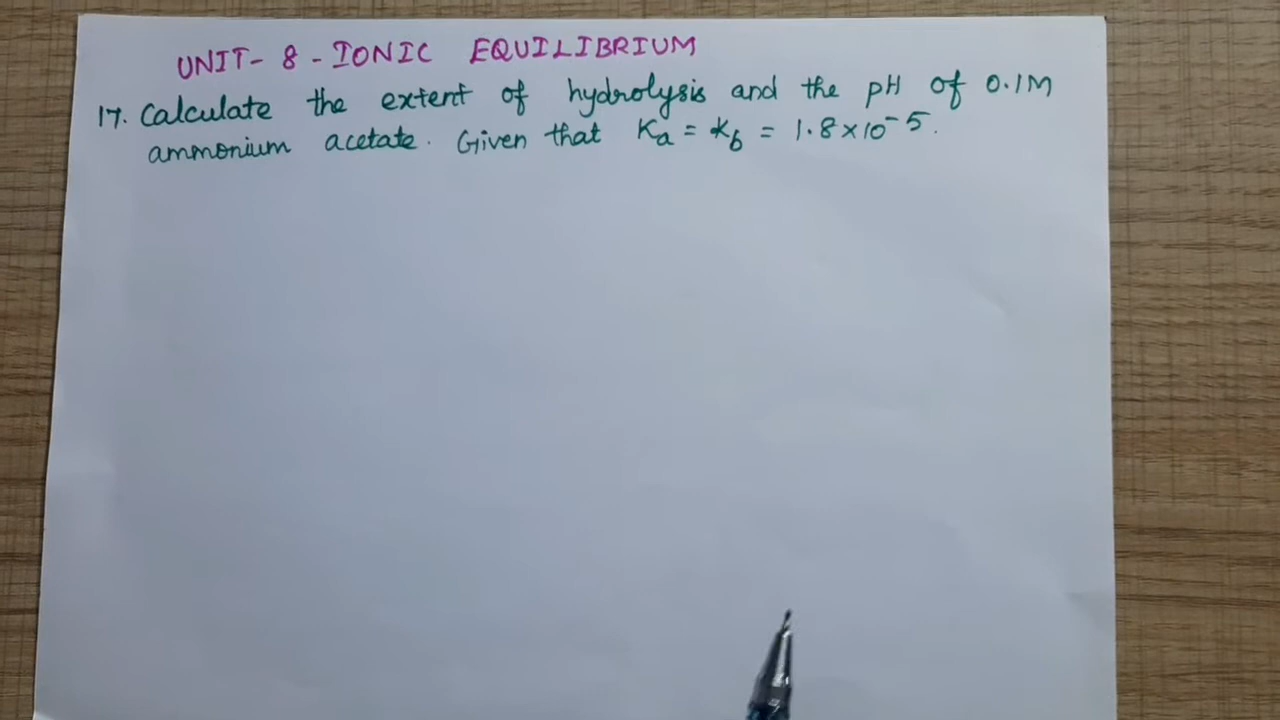 UNIT- 8 - IONIC EQUILIBRIUM
17. Calculate the extent of hydrolysis and the pH of 0.1M
ammonium acetate. Given that Ka = Kb = 1.8×10⁻⁵.